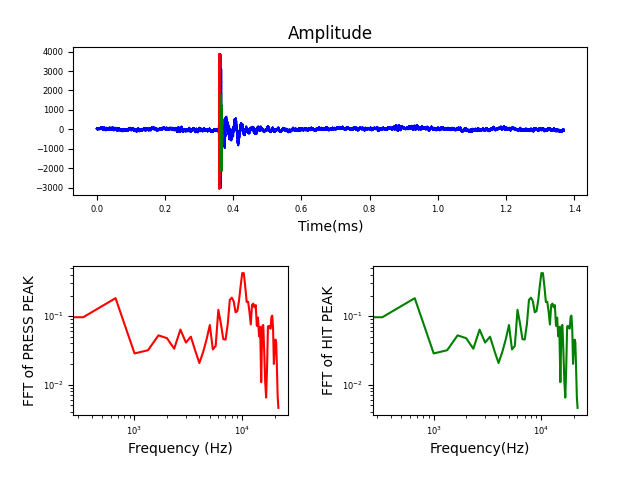 Amplitude
4000
3000
2000
1000
0
−1000
−2000
−3000
0.0 0.2 0.4 0.6 0.8 1.0 1.2 1.4
Time(ms)
FFT of PRESS PEAK
10⁻¹
10⁻²
10³ 10⁴
Frequency (Hz)
FFT of HIT PEAK
10⁻¹
10⁻²
10³ 10⁴
Frequency(Hz)